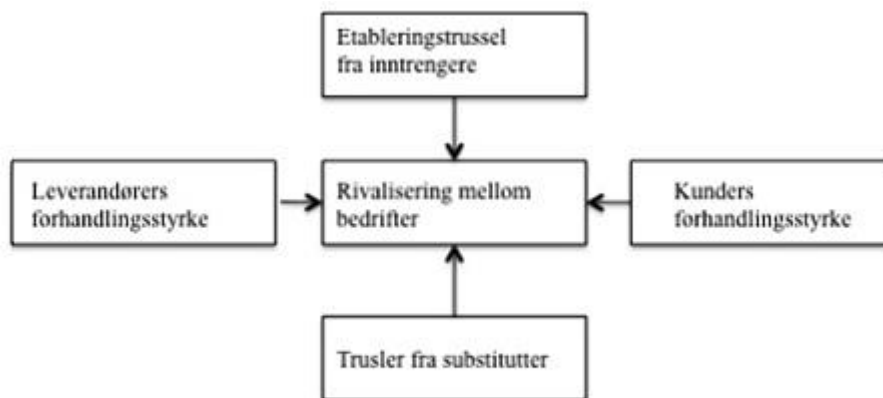 Etableringstrussel
fra inntrengere
Leverandørers
forhandlingsstyrke
Rivalisering mellom
bedrifter
Kunders
forhandlingsstyrke
Trusler fra substitutter